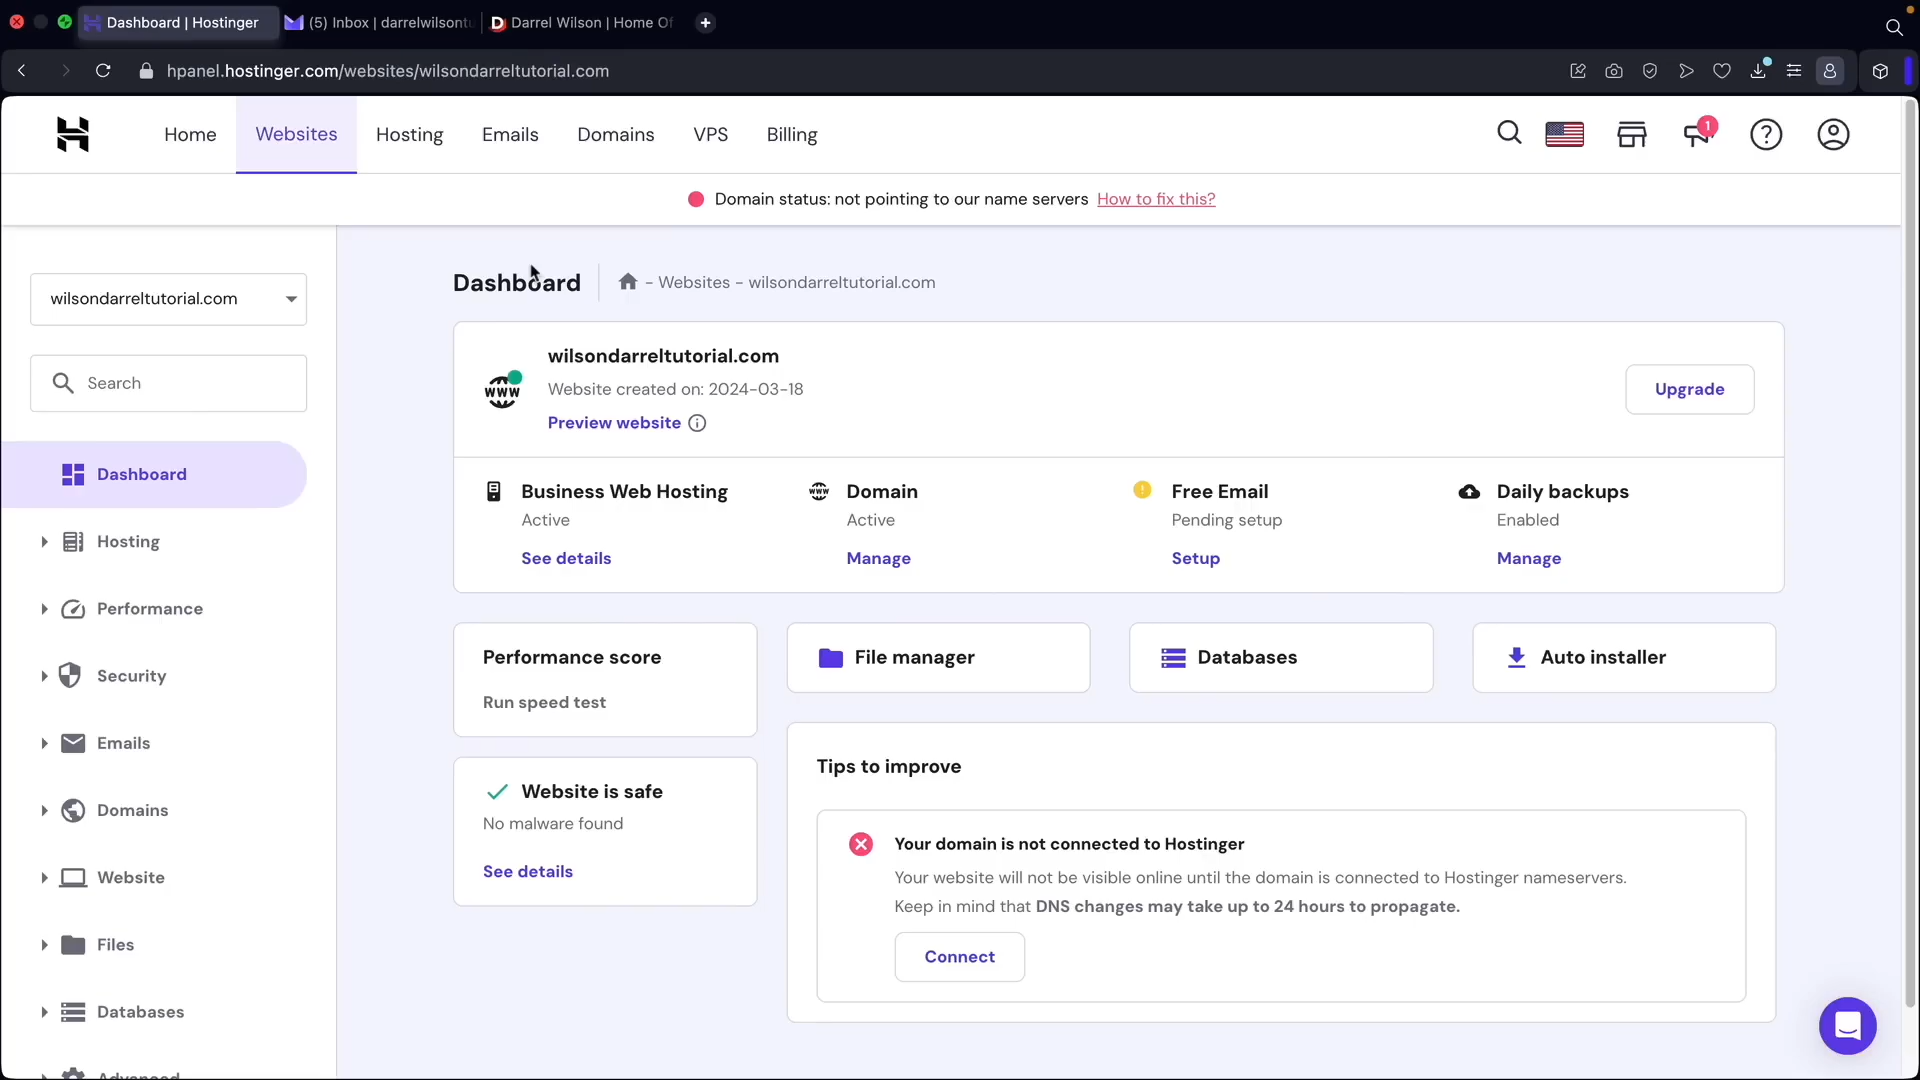 Dashboard | Hostinger
(5) Inbox | darrelwilsontu
Darrel Wilson | Home Of
hpanel.hostinger.com/websites/wilsondarreltutorial.com
Home
Websites
Hosting
Emails
Domains
VPS
Billing
1
Domain status: not pointing to our name servers How to fix this?
wilsondarreltutorial.com
Search
Dashboard
Hosting
Performance
Security
Emails
Domains
Website
Files
Databases
Advanced
Dashboard
- Websites - wilsondarreltutorial.com
www
wilsondarreltutorial.com
Website created on: 2024-03-18
Preview website
Upgrade
Business Web Hosting
Active
See details
www
Domain
Active
Manage
Free Email
Pending setup
Setup
Daily backups
Enabled
Manage
Performance score
Run speed test
File manager
Databases
Auto installer
Website is safe
No malware found
See details
Tips to improve
Your domain is not connected to Hostinger
Your website will not be visible online until the domain is connected to Hostinger nameservers.
Keep in mind that DNS changes may take up to 24 hours to propagate.
Connect